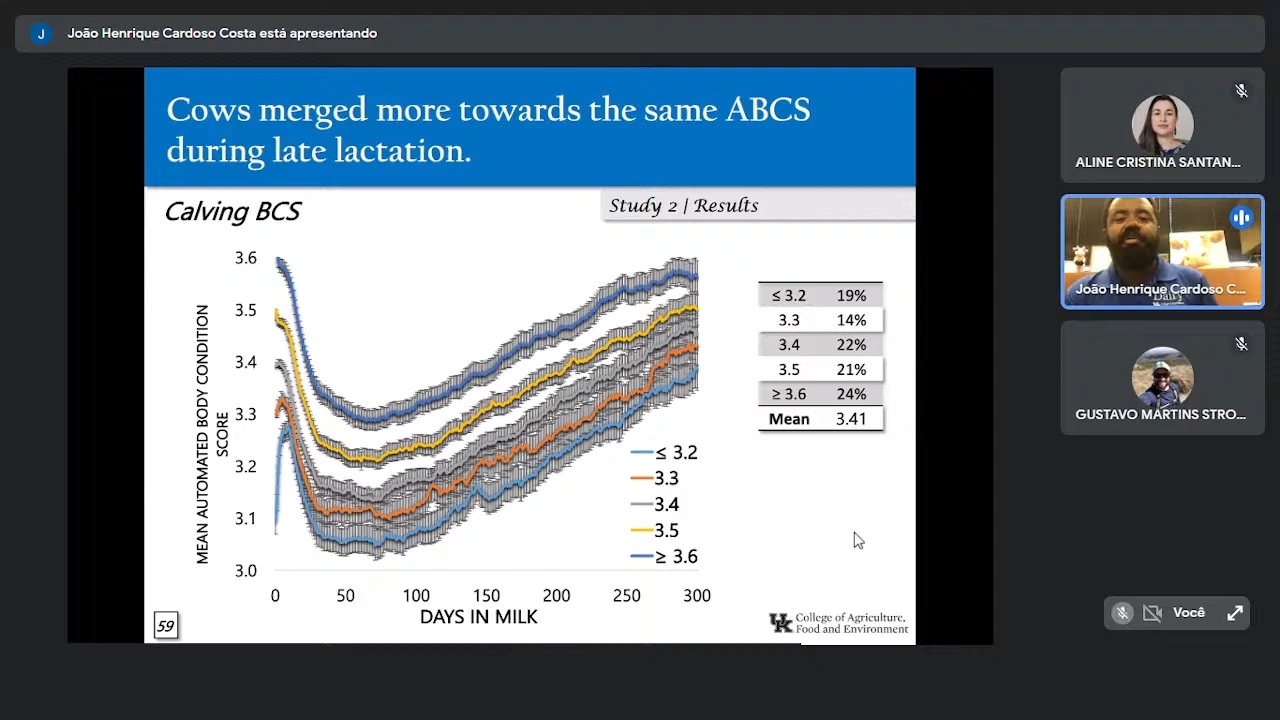 J
João Henrique Cardoso Costa está apresentando
Cows merged more towards the same ABCS
during late lactation.
Calving BCS
Study 2 | Results
MEAN AUTOMATED BODY CONDITION
SCORE
3.6
3.5
3.4
3.3
3.2
3.1
3.0
0 50 100 150 200 250 300
DAYS IN MILK
≤ 3.2
3.3
3.4
3.5
≥ 3.6
≤ 3.2 19%
3.3 14%
3.4 22%
3.5 21%
≥ 3.6 24%
Mean 3.41
59
UK College of Agriculture,
Food and Environment
ALINE CRISTINA SANTAN...
Dairy
João Henrique Cardoso C...
GUSTAVO MARTINS STRO...
Você